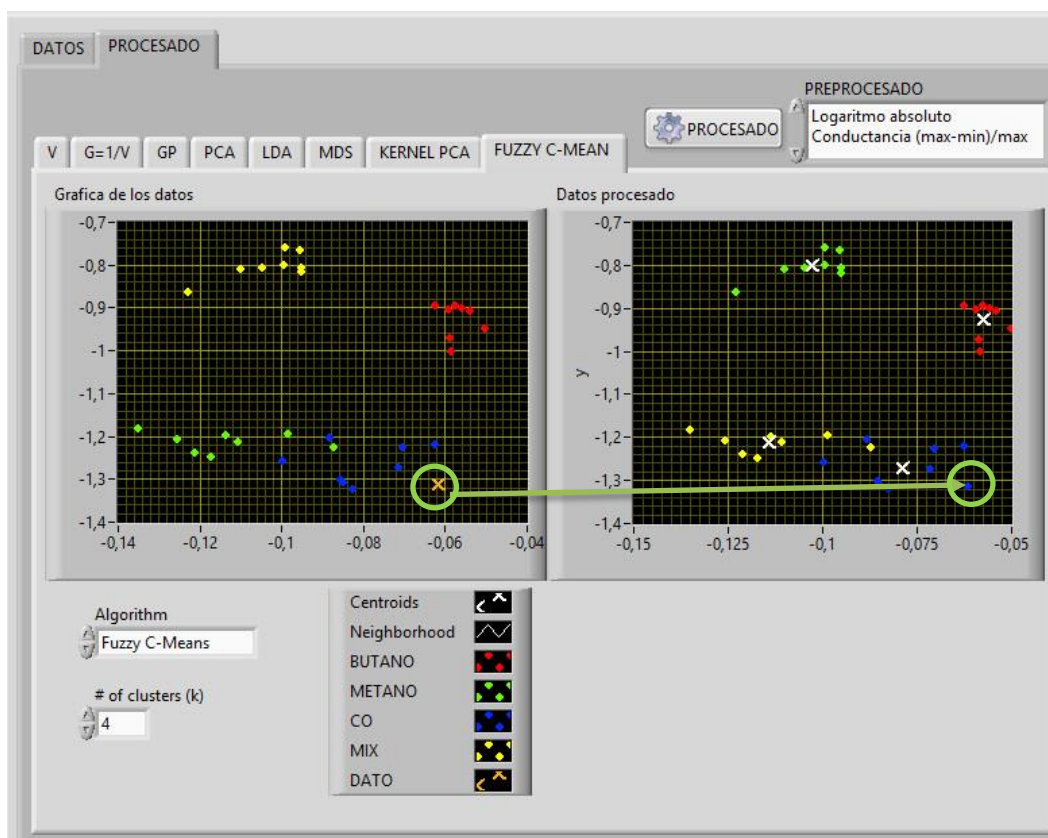 DATOS PROCESADO
PREPROCESADO
PROCESADO
Logaritmo absoluto
Conductancia (max-min)/max
V G=1/V GP PCA LDA MDS KERNEL PCA FUZZY C-MEAN
Grafica de los datos
-0,7
-0,8
-0,9
-1
-1,1
-1,2
-1,3
-1,4
-0,14 -0,12 -0,1 -0,08 -0,06 -0,04
Datos procesado
y
-0,7
-0,8
-0,9
-1
-1,1
-1,2
-1,3
-1,4
-0,15 -0,125 -0,1 -0,075 -0,05
Algorithm
Fuzzy C-Means
# of clusters (k)
4
Centroids
Neighborhood
BUTANO
METANO
CO
MIX
DATO